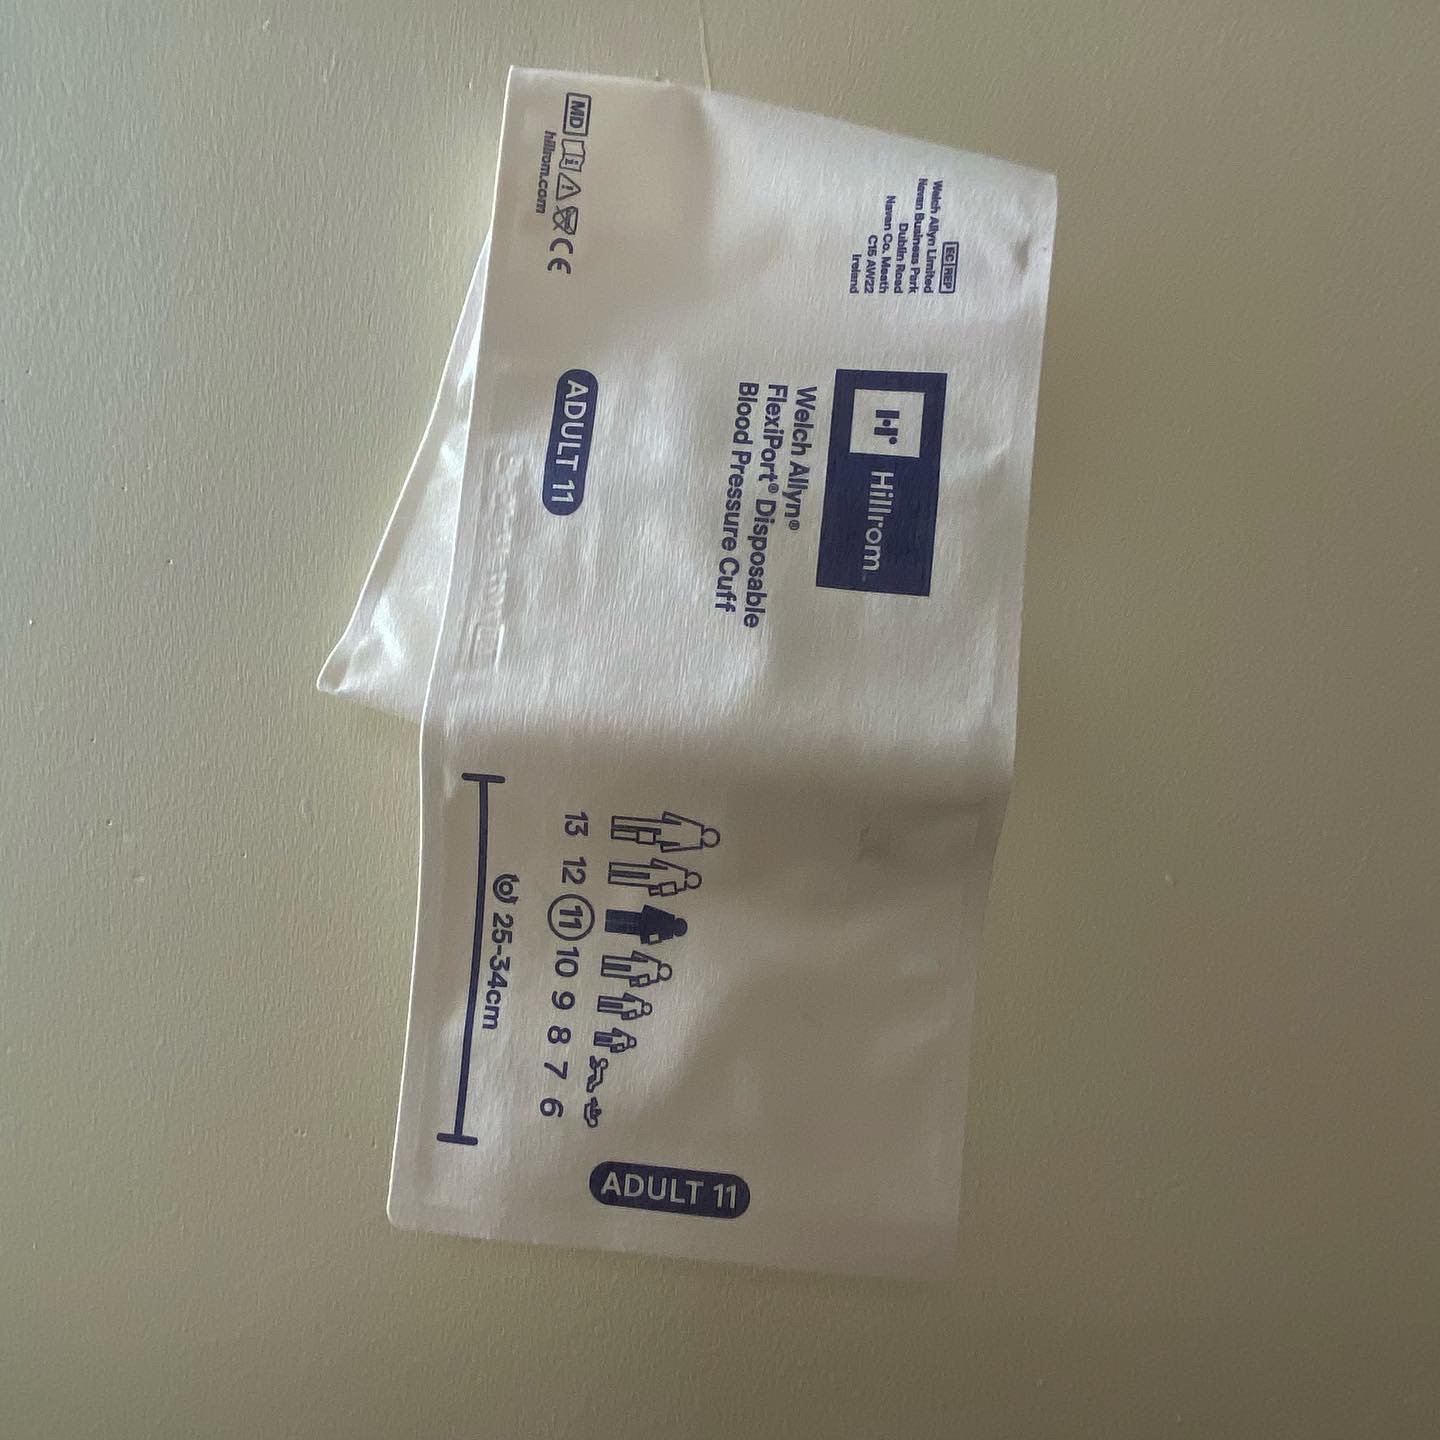 EC REP
Welch Allyn Limited
Navan Business Park
Dublin Road
Navan Co. Meath
C15 AW22
Ireland
Hillrom
Welch Allyn®
FlexiPort® Disposable
Blood Pressure Cuff
ADULT 11
MD
CE
hillrom.com
13 12 11 10 9 8 7 6
25-34cm
ADULT 11